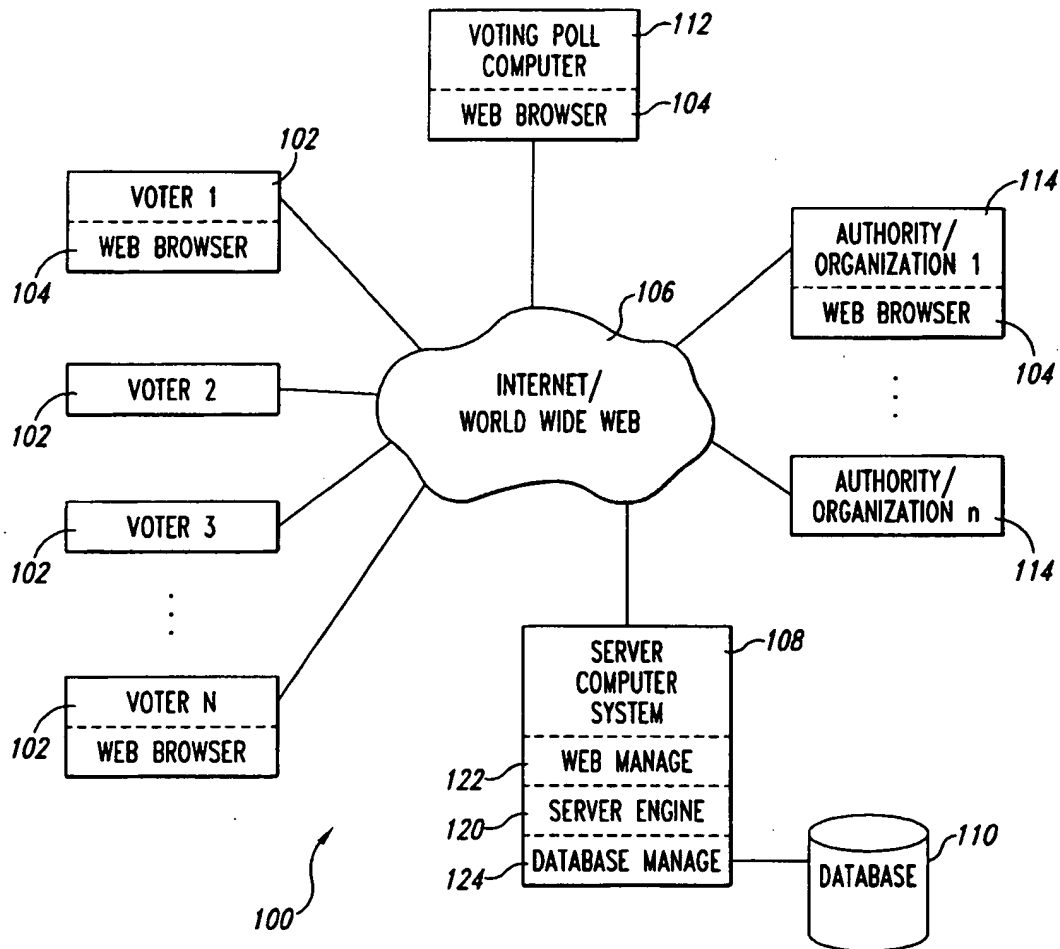 VOTING POLL
COMPUTER
WEB BROWSER
112
104
102
VOTER 1
WEB BROWSER
104
VOTER 2
102
VOTER 3
102
VOTER N
WEB BROWSER
102
106
INTERNET/
WORLD WIDE WEB
114
AUTHORITY/
ORGANIZATION 1
WEB BROWSER
104
AUTHORITY/
ORGANIZATION n
114
108
SERVER
COMPUTER
SYSTEM
WEB MANAGE
122
SERVER ENGINE
120
DATABASE MANAGE
124
DATABASE
110
100